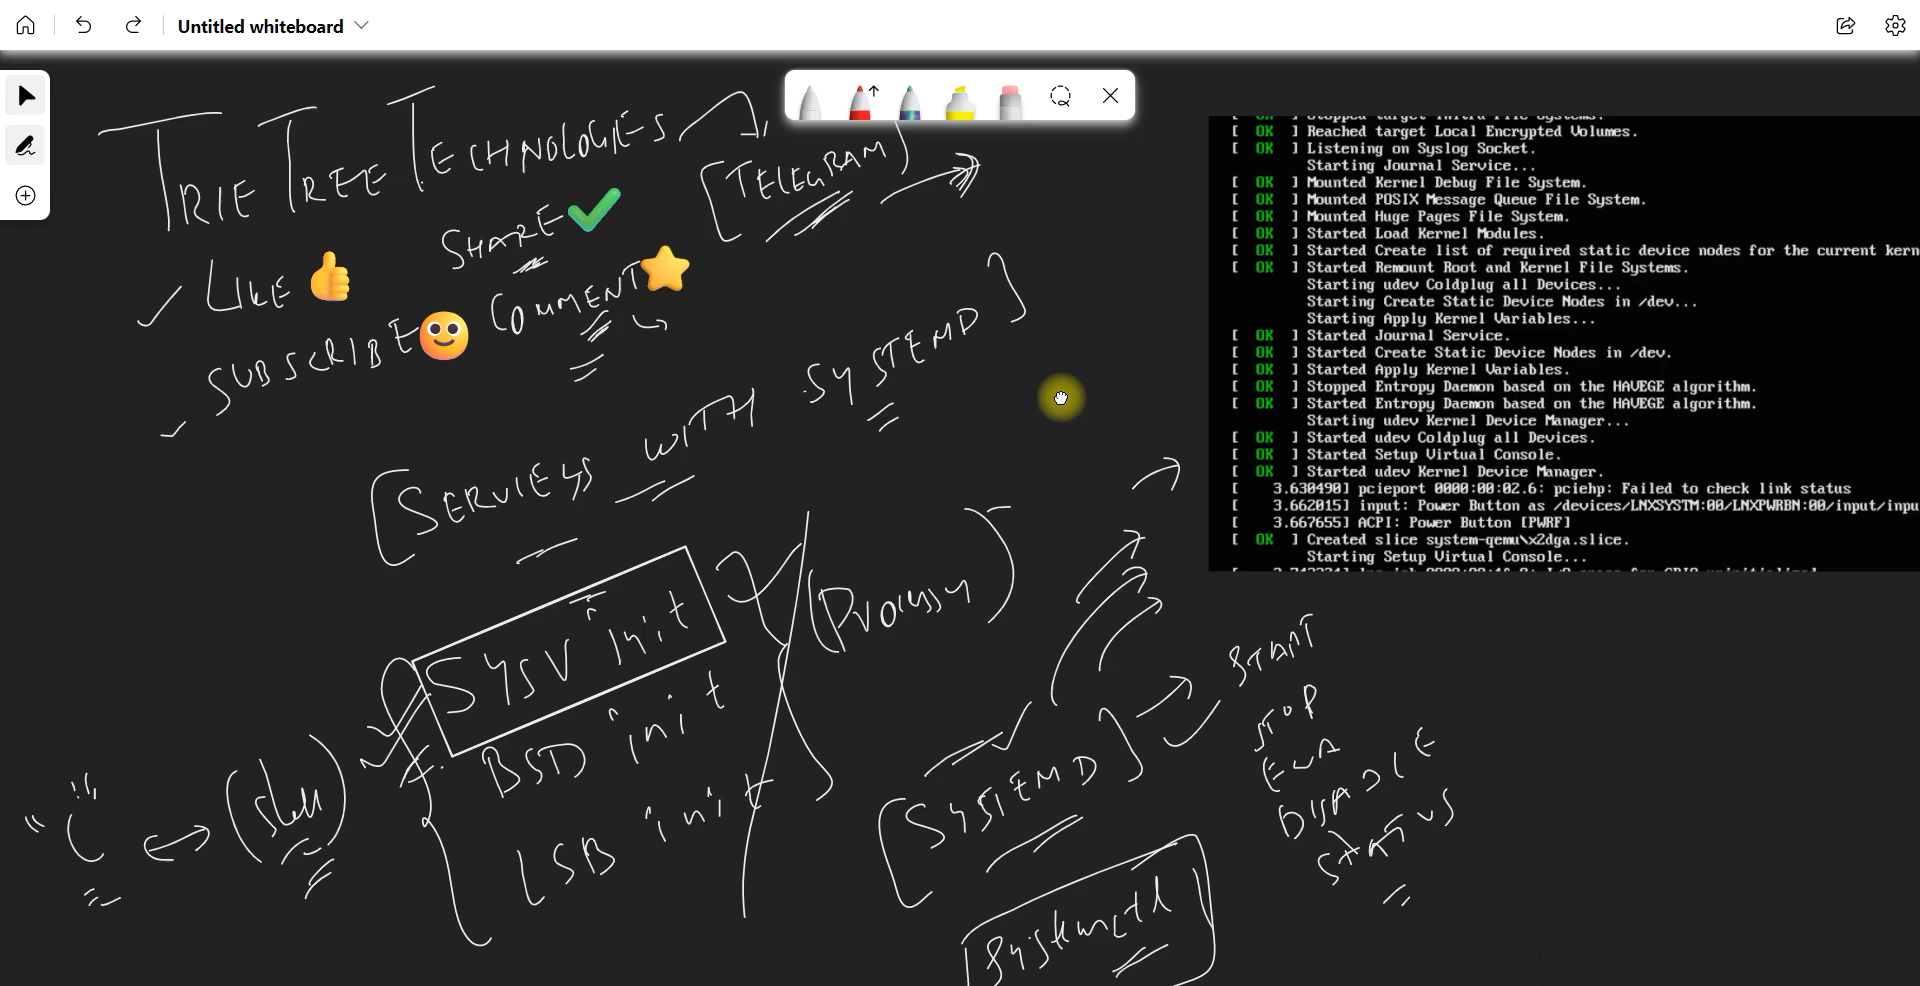 Untitled whiteboard
TRIE TREE TECHNOLOGIES
[TELEGRAM]
SHARE
LIKE
COMMENT
SUBSCRIBE
[SERVICES WITH SYSTEMD]
SYSV init
BSD init
LSB init
"C" (shell)
[SYSTEMD]
START
STOP
ENA
DISABLE
STATUS
[ OK ] Reached target Local Encrypted Volumes.
[ OK ] Listening on Syslog Socket.
Starting Journal Service...
[ OK ] Mounted Kernel Debug File System.
[ OK ] Mounted POSIX Message Queue File System.
[ OK ] Mounted Huge Pages File System.
[ OK ] Started Load Kernel Modules.
[ OK ] Started Create list of required static device nodes for the current kern
[ OK ] Started Remount Root and Kernel File Systems.
Starting udev Coldplug all Devices...
Starting Create Static Device Nodes in /dev...
Starting Apply Kernel Variables...
[ OK ] Started Journal Service.
[ OK ] Started Create Static Device Nodes in /dev.
[ OK ] Started Apply Kernel Variables.
[ OK ] Stopped Entropy Daemon based on the HAVEGE algorithm.
[ OK ] Started Entropy Daemon based on the HAVEGE algorithm.
Starting udev Kernel Device Manager...
[ OK ] Started udev Coldplug all Devices.
[ OK ] Started Setup Virtual Console.
[ OK ] Started udev Kernel Device Manager.
[ 3.630490] pcieport 0000:00:02.6: pciehp: Failed to check link status
[ 3.662015] input: Power Button as /devices/LNXSYSTM:00/LNXPWRBN:00/input/inpu
[ 3.667655] ACPI: Power Button [PWRF]
[ OK ] Created slice system-qemu\x2dga.slice.
Starting Setup Virtual Console...